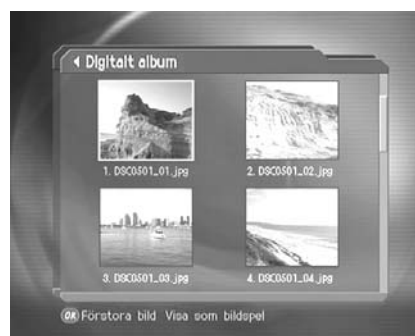 Digitalt album
1. DSC0501_01.jpg
2. DSC0501_02.jpg
3. DSC0501_03.jpg
4. DSC0501_04.jpg
OK Förstora bild Visa som bildspel